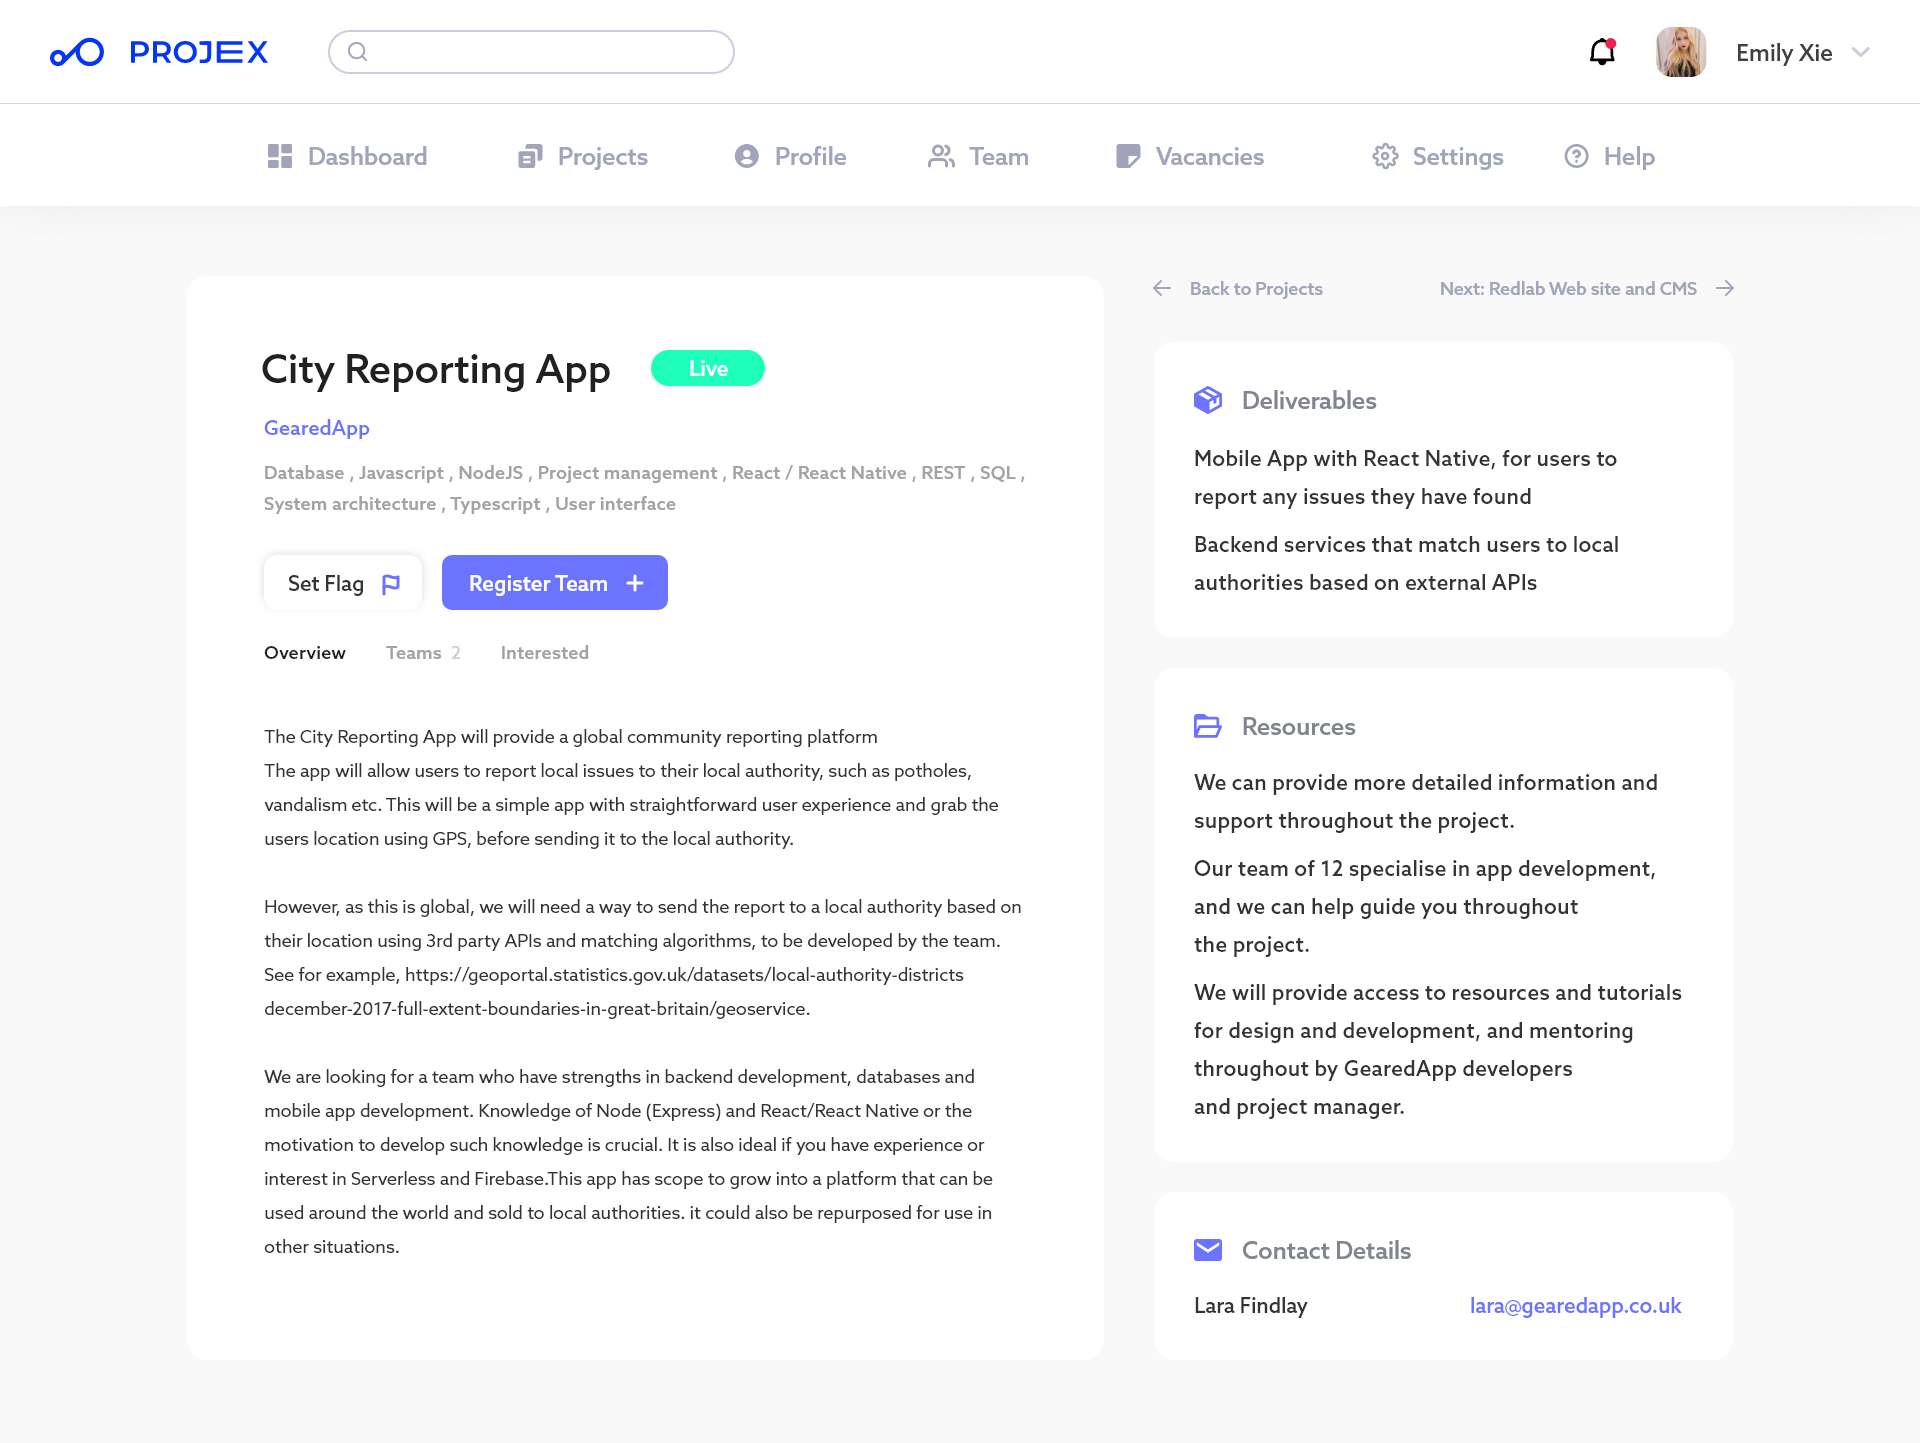 PROJEX
Emily Xie
Dashboard
Projects
Profile
Team
Vacancies
Settings
Help
Back to Projects
Next: Redlab Web site and CMS
City Reporting App
Live
GearedApp
Database , Javascript , NodeJS , Project management , React / React Native , REST , SQL ,
System architecture , Typescript , User interface
Set Flag
Register Team
Overview
Teams 2
Interested
The City Reporting App will provide a global community reporting platform
The app will allow users to report local issues to their local authority, such as potholes,
vandalism etc. This will be a simple app with straightforward user experience and grab the
users location using GPS, before sending it to the local authority.
However, as this is global, we will need a way to send the report to a local authority based on
their location using 3rd party APIs and matching algorithms, to be developed by the team.
See for example, https://geoportal.statistics.gov.uk/datasets/local-authority-districts
december-2017-full-extent-boundaries-in-great-britain/geoservice.
We are looking for a team who have strengths in backend development, databases and
mobile app development. Knowledge of Node (Express) and React/React Native or the
motivation to develop such knowledge is crucial. It is also ideal if you have experience or
interest in Serverless and Firebase.This app has scope to grow into a platform that can be
used around the world and sold to local authorities. it could also be repurposed for use in
other situations.
Deliverables
Mobile App with React Native, for users to
report any issues they have found
Backend services that match users to local
authorities based on external APIs
Resources
We can provide more detailed information and
support throughout the project.
Our team of 12 specialise in app development,
and we can help guide you throughout
the project.
We will provide access to resources and tutorials
for design and development, and mentoring
throughout by GearedApp developers
and project manager.
Contact Details
Lara Findlay
lara@gearedapp.co.uk